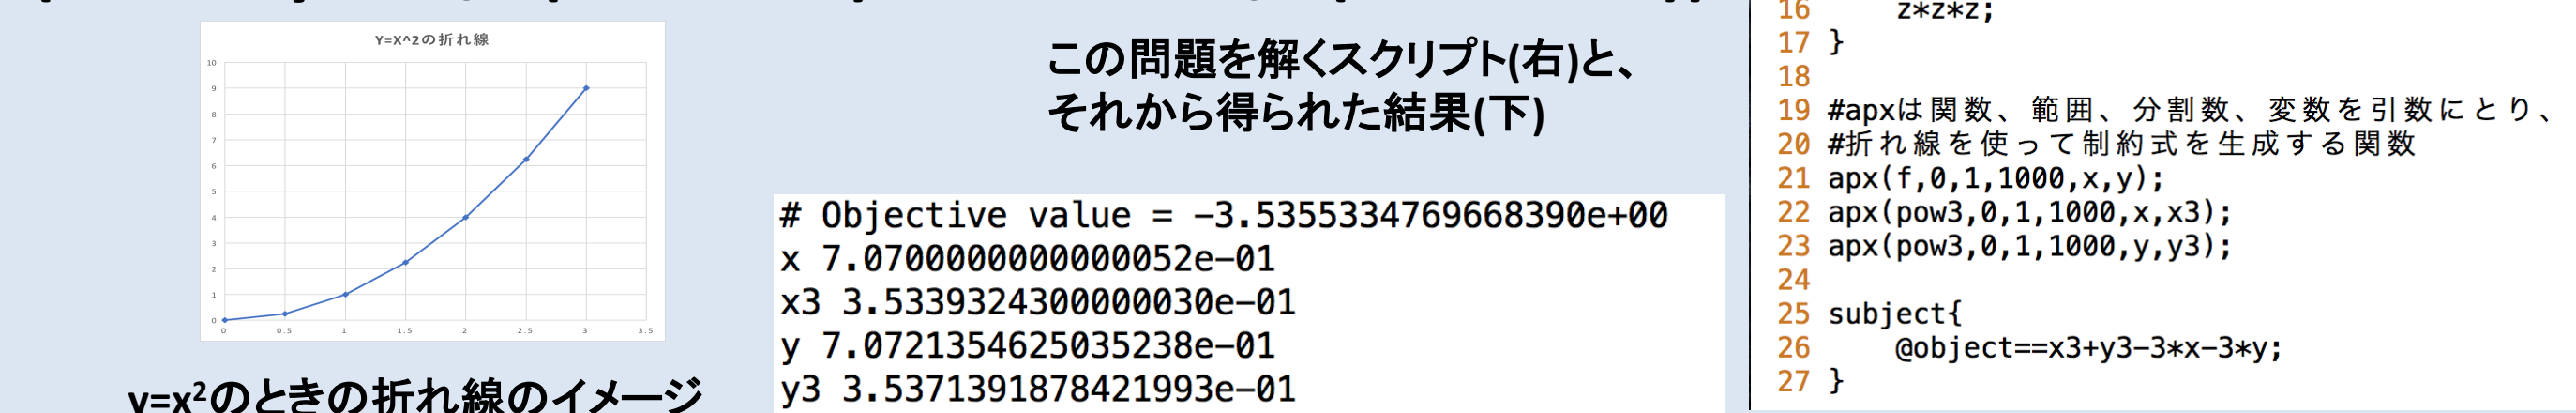 Y=X^2の折れ線
10
9
8
7
6
5
4
3
2
1
0
0 0.5 1 1.5 2 2.5 3 3.5
y=x²のときの折れ線のイメージ
この問題を解くスクリプト(右)と、
それから得られた結果(下)
# Objective value = -3.5355334769668390e+00
x 7.0700000000000052e-01
x3 3.5339324300000030e-01
y 7.0721354625035238e-01
y3 3.5371391878421993e-01
16 z*z*z;
17 }
18
19 #apxは関数、範囲、分割数、変数を引数にとり、
20 #折れ線を使って制約式を生成する関数
21 apx(f,0,1,1000,x,y);
22 apx(pow3,0,1,1000,x,x3);
23 apx(pow3,0,1,1000,y,y3);
24
25 subject{
26 @object==x3+y3-3*x-3*y;
27 }